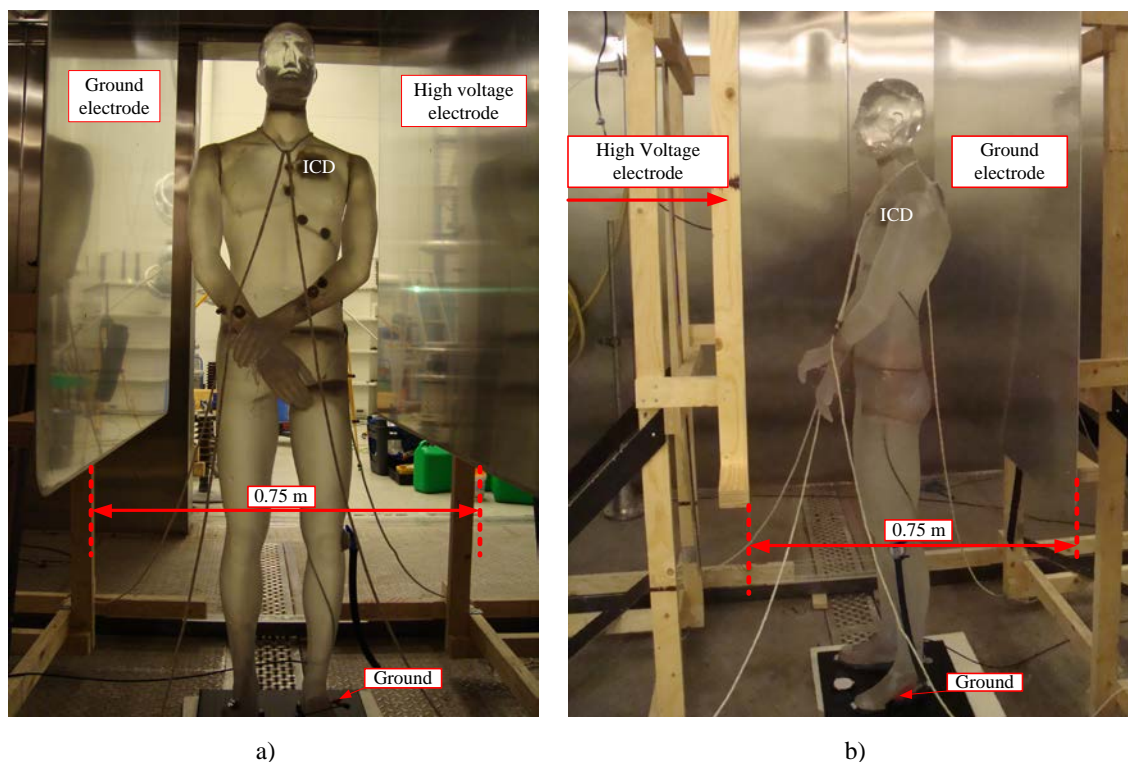 Ground
electrode
High voltage
electrode
ICD
0.75 m
Ground
a)
High Voltage
electrode
Ground
electrode
ICD
0.75 m
Ground
b)